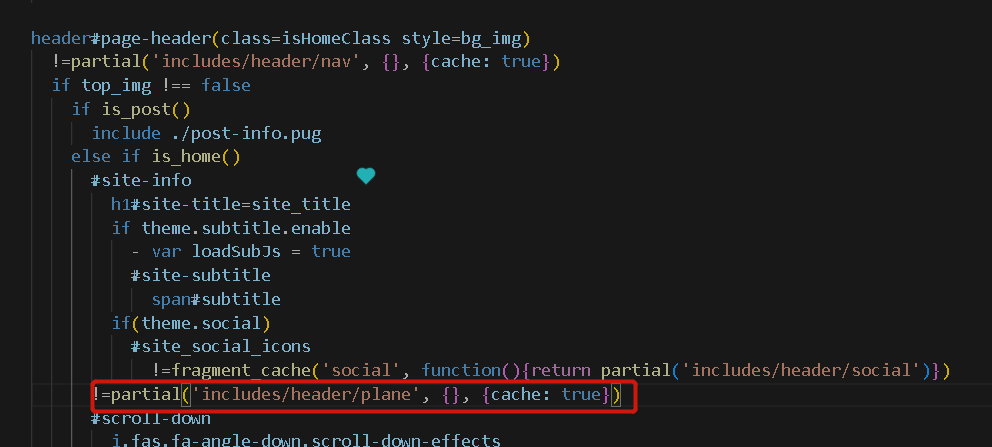 header#page-header(class=isHomeClass style=bg_img)
!=partial('includes/header/nav', {}, {cache: true})
if top_img !== false
if is_post()
include ./post-info.pug
else if is_home()
#site-info
h1#site-title=site_title
if theme.subtitle.enable
- var loadSubJs = true
#site-subtitle
span#subtitle
if(theme.social)
#site_social_icons
!=fragment_cache('social', function(){return partial('includes/header/social')})
!=partial('includes/header/plane', {}, {cache: true})
#scroll-down
i.fas.fa-angle-down.scroll-down-effects